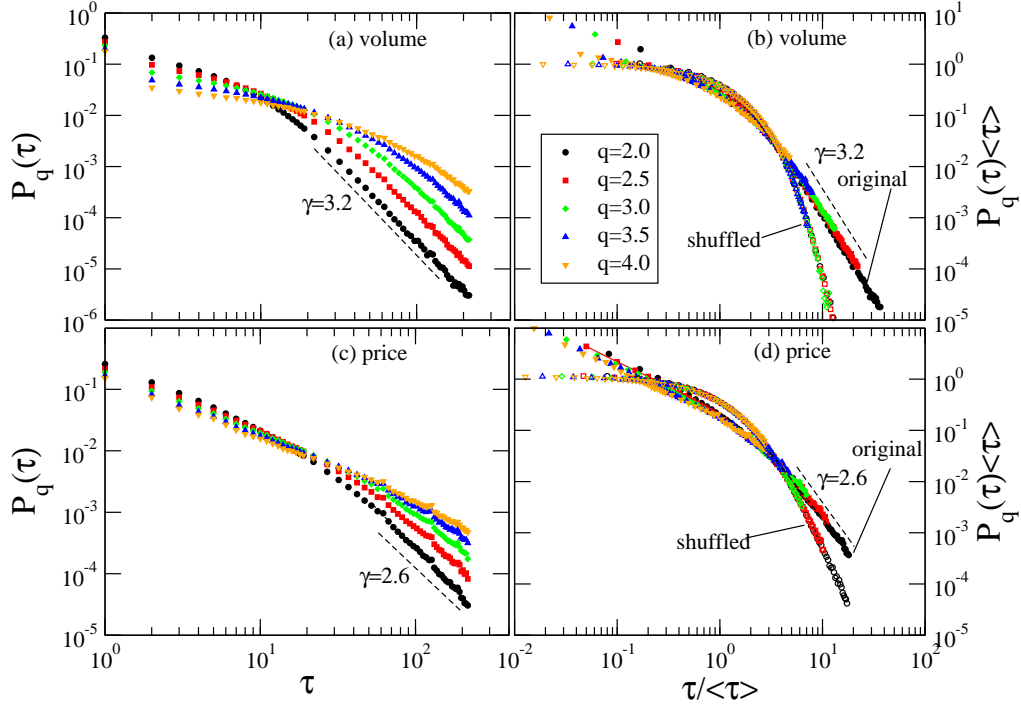 (a) volume
(b) volume
10^0
10^-1
10^-2
10^-3
10^-4
10^-5
10^-6
P_q(τ)
γ=3.2
10^1
10^0
10^-1
10^-2
10^-3
10^-4
10^-5
P_q(τ)<τ>
q=2.0
q=2.5
q=3.0
q=3.5
q=4.0
γ=3.2
original
shuffled
(c) price
(d) price
10^-1
10^-2
10^-3
10^-4
10^-5
P_q(τ)
γ=2.6
10^0
10^-1
10^-2
10^-3
10^-4
10^-5
P_q(τ)<τ>
original
γ=2.6
shuffled
10^0
10^1
10^2
τ
10^-2
10^-1
10^0
10^1
10^2
τ/<τ>